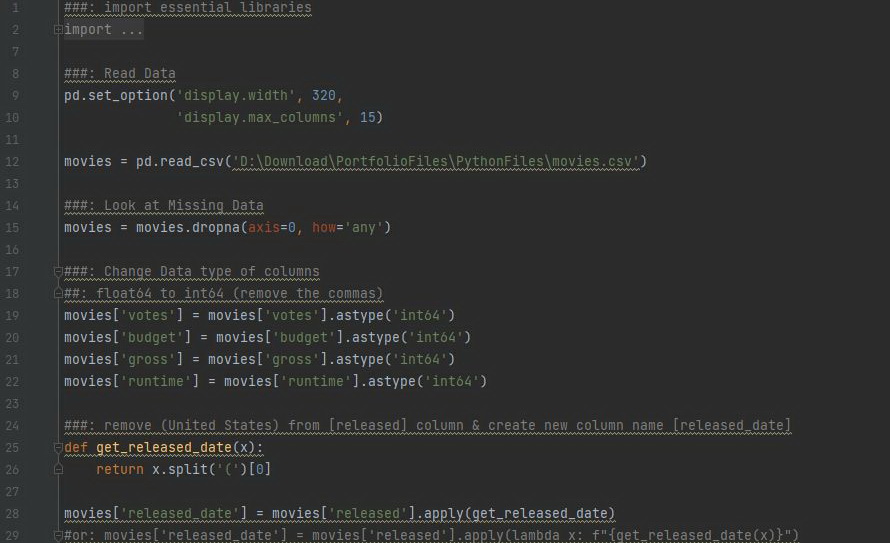 1 ###: import essential libraries
2 import ...
7
8 ###: Read Data
9 pd.set_option('display.width', 320,
10 'display.max_columns', 15)
11
12 movies = pd.read_csv('D:\Download\PortfolioFiles\PythonFiles\movies.csv')
13
14 ###: Look at Missing Data
15 movies = movies.dropna(axis=0, how='any')
16
17 ###: Change Data type of columns
18 ##: float64 to int64 (remove the commas)
19 movies['votes'] = movies['votes'].astype('int64')
20 movies['budget'] = movies['budget'].astype('int64')
21 movies['gross'] = movies['gross'].astype('int64')
22 movies['runtime'] = movies['runtime'].astype('int64')
23
24 ###: remove (United States) from [released] column & create new column name [released_date]
25 def get_released_date(x):
26 return x.split('(')[0]
27
28 movies['released_date'] = movies['released'].apply(get_released_date)
29 #or: movies['released_date'] = movies['released'].apply(lambda x: f"{get_released_date(x)}")